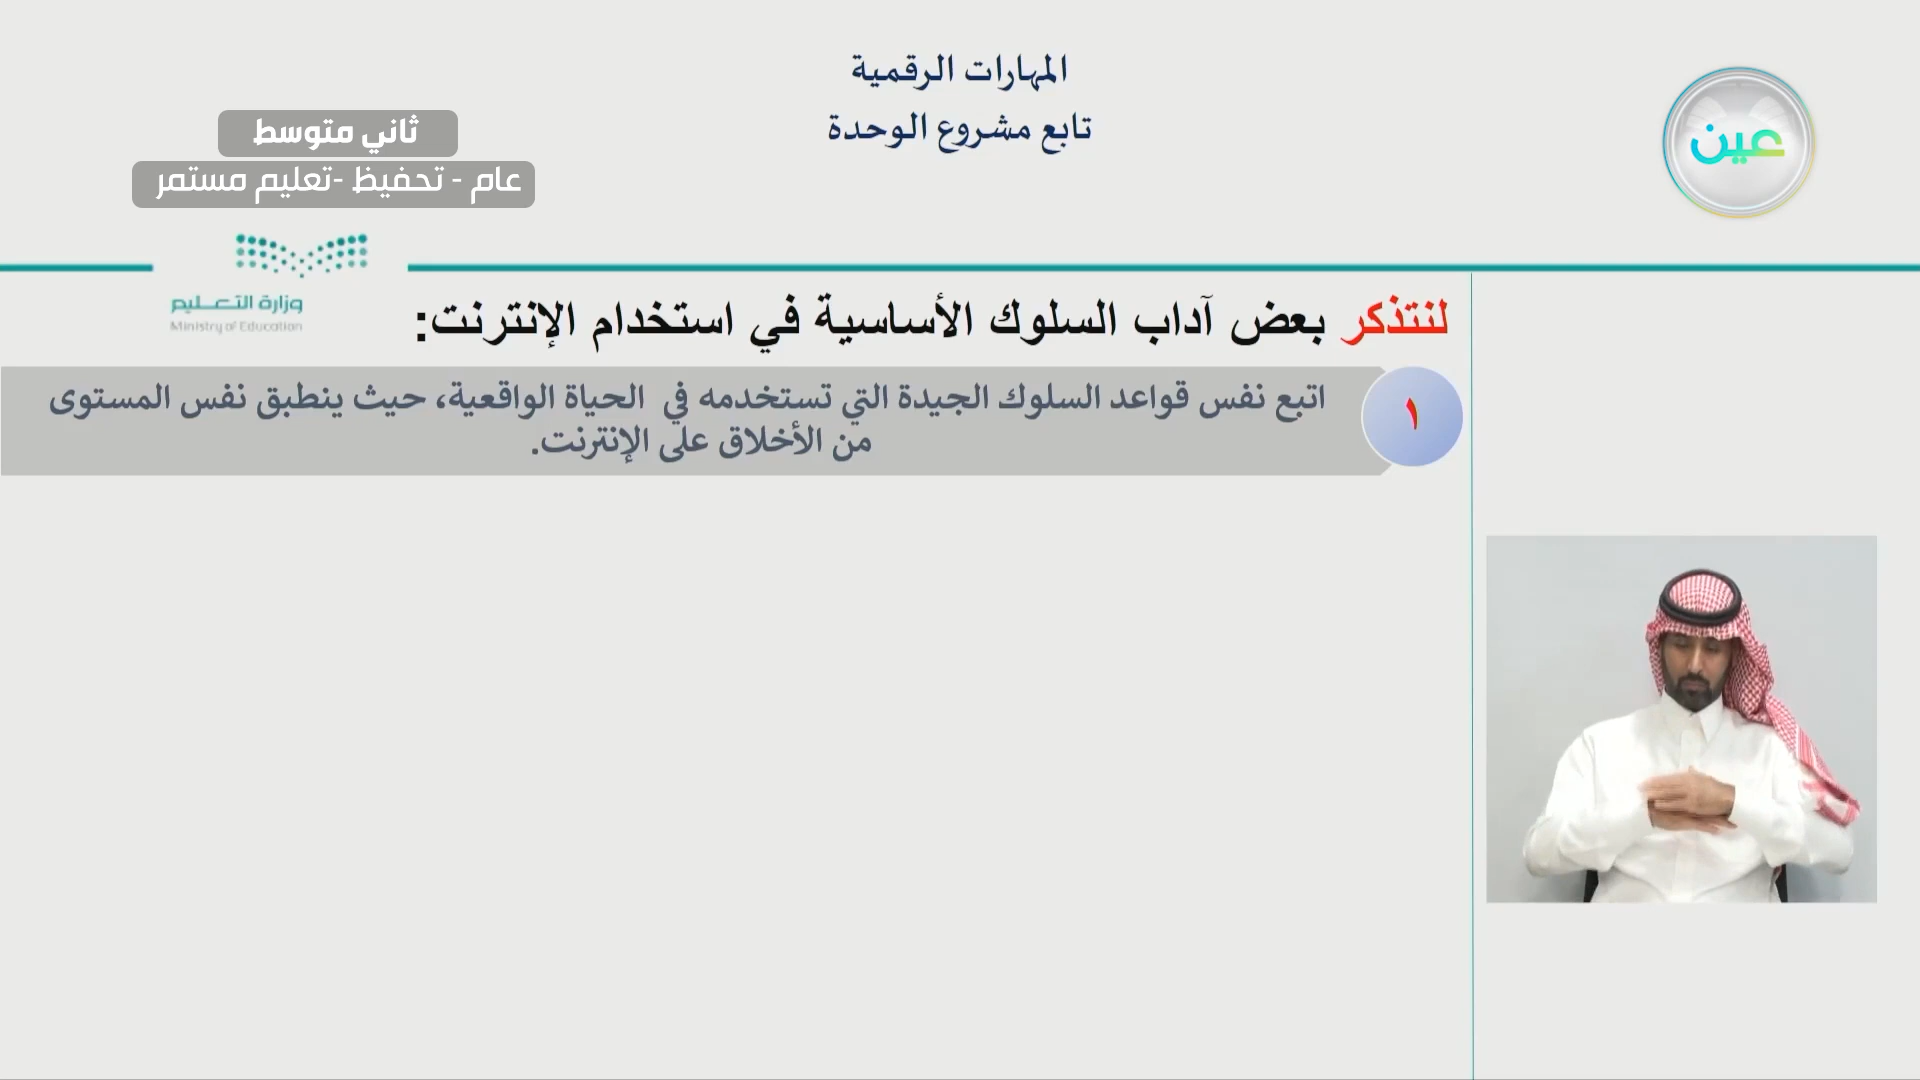 المهارات الرقمية
تابع مشروع الوحدة
عين
ثاني متوسط
عام - تحفيظ -تعليم مستمر
وزارة التعليم
Ministry of Education
لنتذكر بعض آداب السلوك الأساسية في استخدام الإنترنت:
١
اتبع نفس قواعد السلوك الجيدة التي تستخدمه في الحياة الواقعية، حيث ينطبق نفس المستوى
من الأخلاق على الإنترنت.